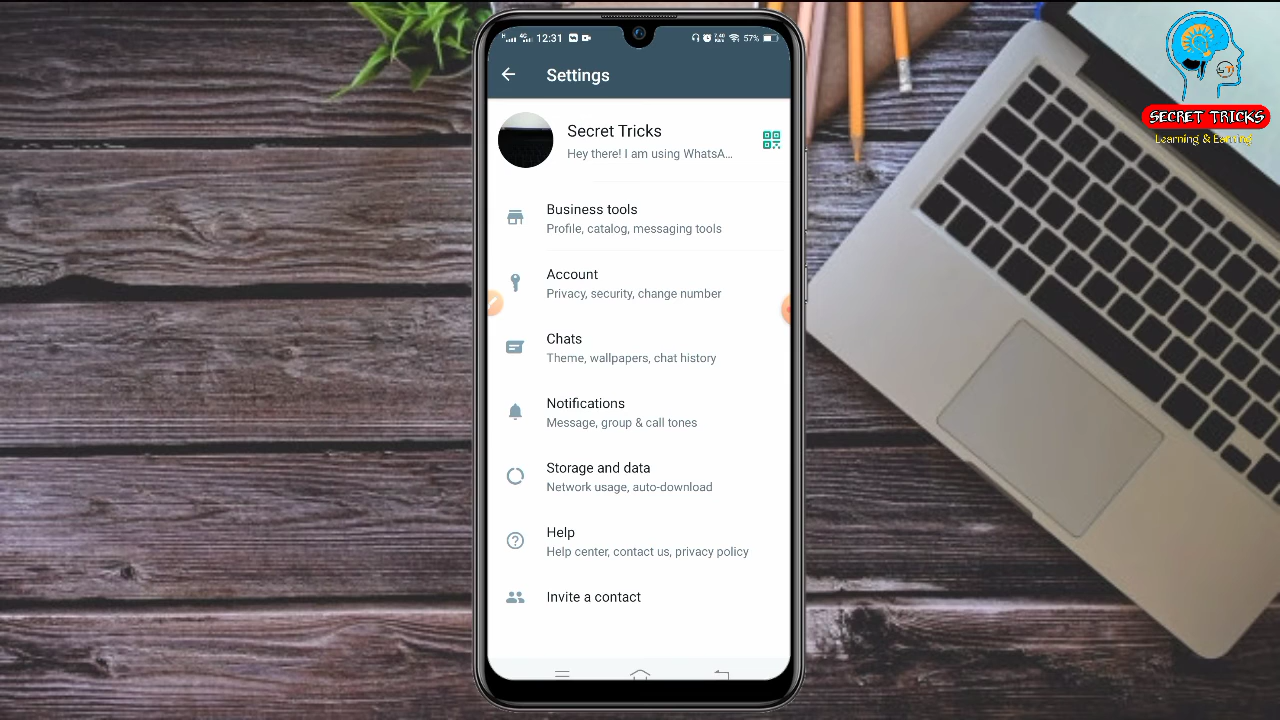 12:31
57%
Settings
Secret Tricks
Hey there! I am using WhatsA...
Business tools
Profile, catalog, messaging tools
Account
Privacy, security, change number
Chats
Theme, wallpapers, chat history
Notifications
Message, group & call tones
Storage and data
Network usage, auto-download
Help
Help center, contact us, privacy policy
Invite a contact
SECRET TRICKS
Learning & Earning